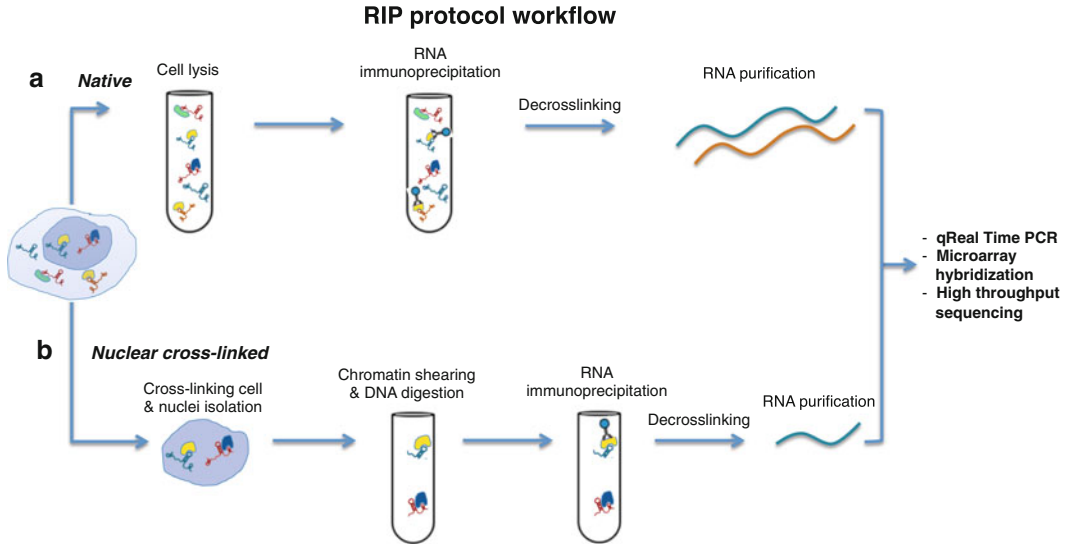 RIP protocol workflow
a
Native
Cell lysis
RNA
immunoprecipitation
Decrosslinking
RNA purification
- qReal Time PCR
- Microarray
hybridization
- High throughput
sequencing
b
Nuclear cross-linked
Cross-linking cell
& nuclei isolation
Chromatin shearing
& DNA digestion
RNA
immunoprecipitation
Decrosslinking
RNA purification